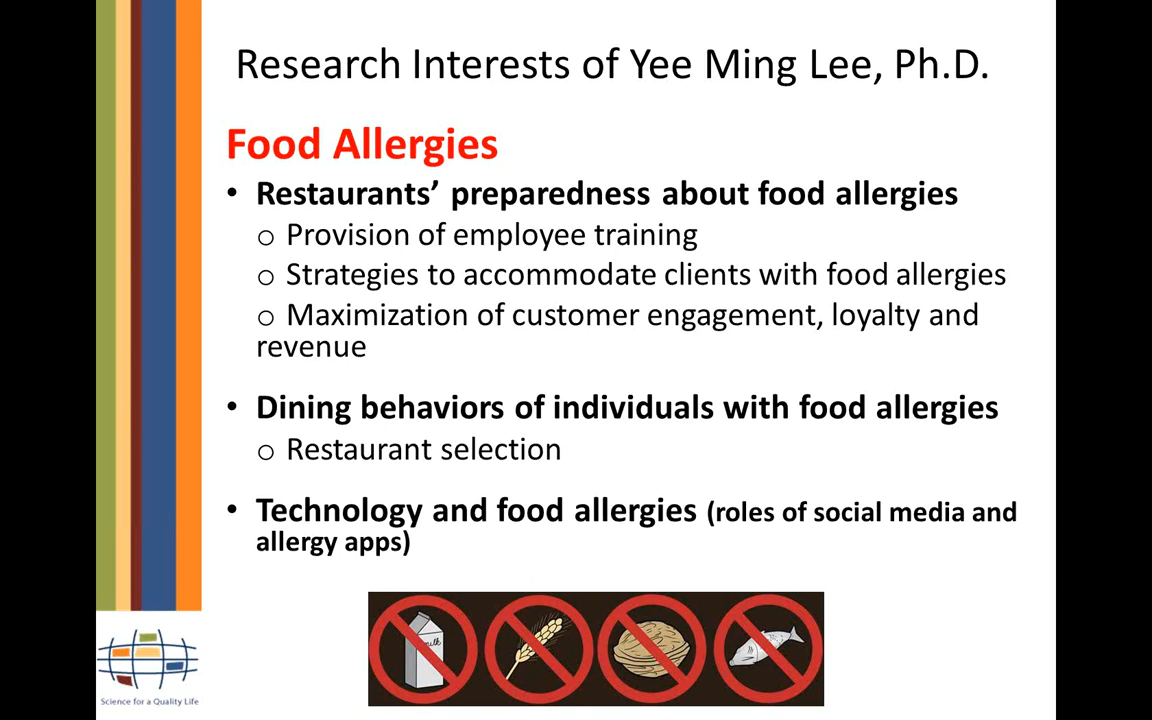 Research Interests of Yee Ming Lee, Ph.D.
Food Allergies
• Restaurants’ preparedness about food allergies
o Provision of employee training
o Strategies to accommodate clients with food allergies
o Maximization of customer engagement, loyalty and
revenue
• Dining behaviors of individuals with food allergies
o Restaurant selection
• Technology and food allergies (roles of social media and
allergy apps)
milk
Science for a Quality Life